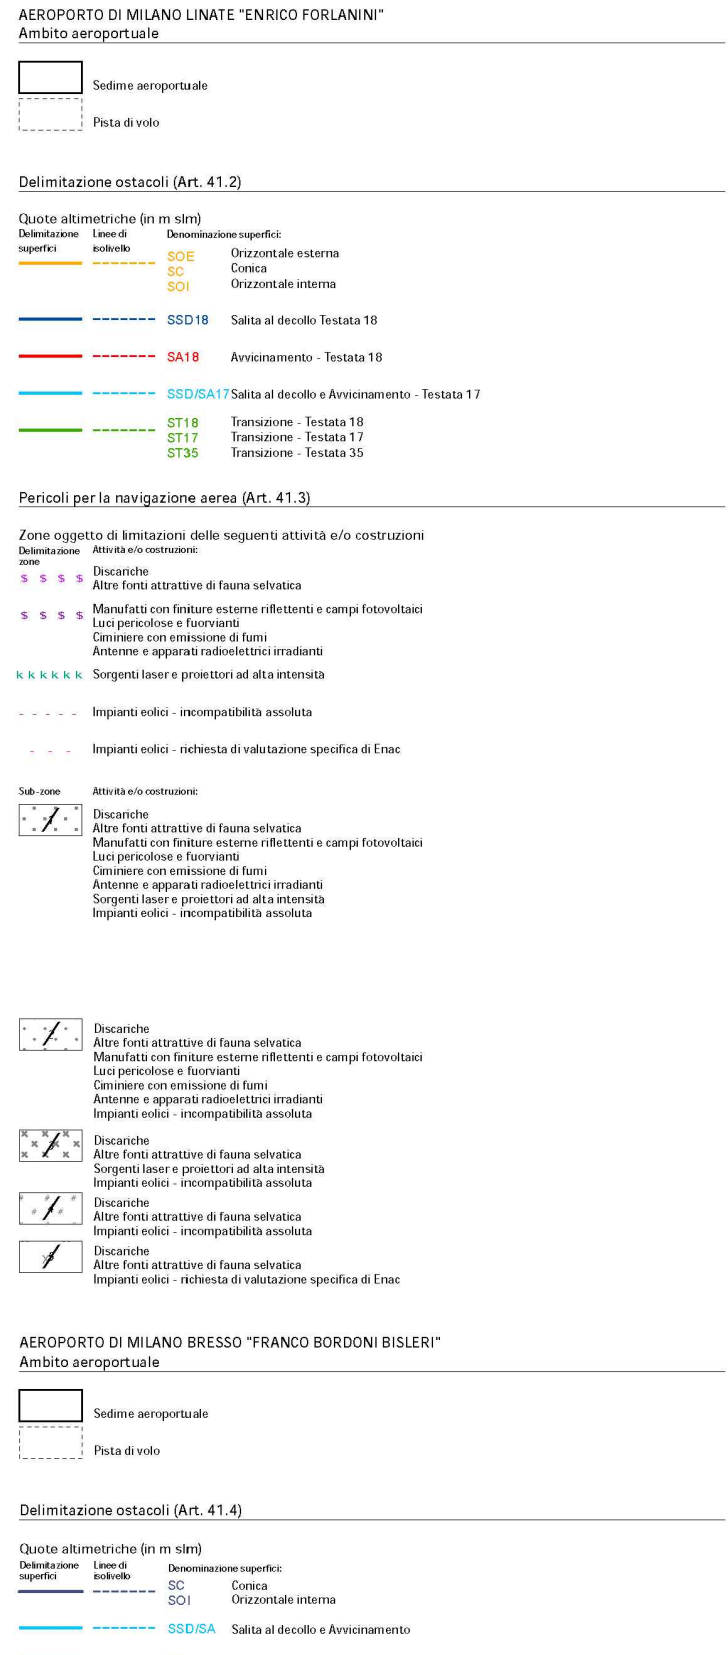 AEROPORTO DI MILANO LINATE "ENRICO FORLANINI"
Ambito aeroportuale
Sedime aeroportuale
Pista di volo
Delimitazione ostacoli (Art. 41.2)
Quote altimetriche (in m slm)
Delimitazione superfici
Linee di isolivello
Denominazione superfici:
SOE Orizzontale esterna
SC Conica
SOI Orizzontale interna
SSD18 Salita al decollo Testata 18
SA18 Avvicinamento - Testata 18
SSD/SA17 Salita al decollo e Avvicinamento - Testata 17
ST18 Transizione - Testata 18
ST17 Transizione - Testata 17
ST35 Transizione - Testata 35
Pericoli per la navigazione aerea (Art. 41.3)
Zone oggetto di limitazioni delle seguenti attività e/o costruzioni
Delimitazione zone
Attività e/o costruzioni:
$ $ $ $ Discariche
Altre fonti attrattive di fauna selvatica
$ $ $ $ Manufatti con finiture esterne riflettenti e campi fotovoltaici
Luci pericolose e fuorvianti
Ciminiere con emissione di fumi
Antenne e apparati radioelettrici irradianti
k k k k k k Sorgenti laser e proiettori ad alta intensità
Impianti eolici - incompatibilità assoluta
Impianti eolici - richiesta di valutazione specifica di Enac
Sub-zone
Attività e/o costruzioni:
1 Discariche
Altre fonti attrattive di fauna selvatica
Manufatti con finiture esterne riflettenti e campi fotovoltaici
Luci pericolose e fuorvianti
Ciminiere con emissione di fumi
Antenne e apparati radioelettrici irradianti
Sorgenti laser e proiettori ad alta intensità
Impianti eolici - incompatibilità assoluta
2 Discariche
Altre fonti attrattive di fauna selvatica
Manufatti con finiture esterne riflettenti e campi fotovoltaici
Luci pericolose e fuorvianti
Ciminiere con emissione di fumi
Antenne e apparati radioelettrici irradianti
Impianti eolici - incompatibilità assoluta
3 Discariche
Altre fonti attrattive di fauna selvatica
Sorgenti laser e proiettori ad alta intensità
Impianti eolici - incompatibilità assoluta
4 Discariche
Altre fonti attrattive di fauna selvatica
Impianti eolici - incompatibilità assoluta
5 Discariche
Altre fonti attrattive di fauna selvatica
Impianti eolici - richiesta di valutazione specifica di Enac
AEROPORTO DI MILANO BRESSO "FRANCO BORDONI BISLERI"
Ambito aeroportuale
Sedime aeroportuale
Pista di volo
Delimitazione ostacoli (Art. 41.4)
Quote altimetriche (in m slm)
Delimitazione superfici
Linee di isolivello
Denominazione superfici:
SC Conica
SOI Orizzontale interna
SSD/SA Salita al decollo e Avvicinamento